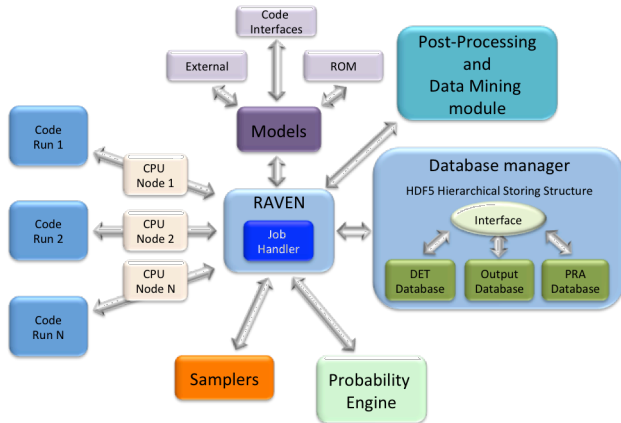 Code
Interfaces
External
ROM
Models
Post-Processing
and
Data Mining
module
Code
Run 1
CPU
Node 1
Code
Run 2
CPU
Node 2
Code
Run N
CPU
Node N
RAVEN
Job
Handler
Database manager
HDF5 Hierarchical Storing Structure
Interface
DET
Database
Output
Database
PRA
Database
Samplers
Probability
Engine